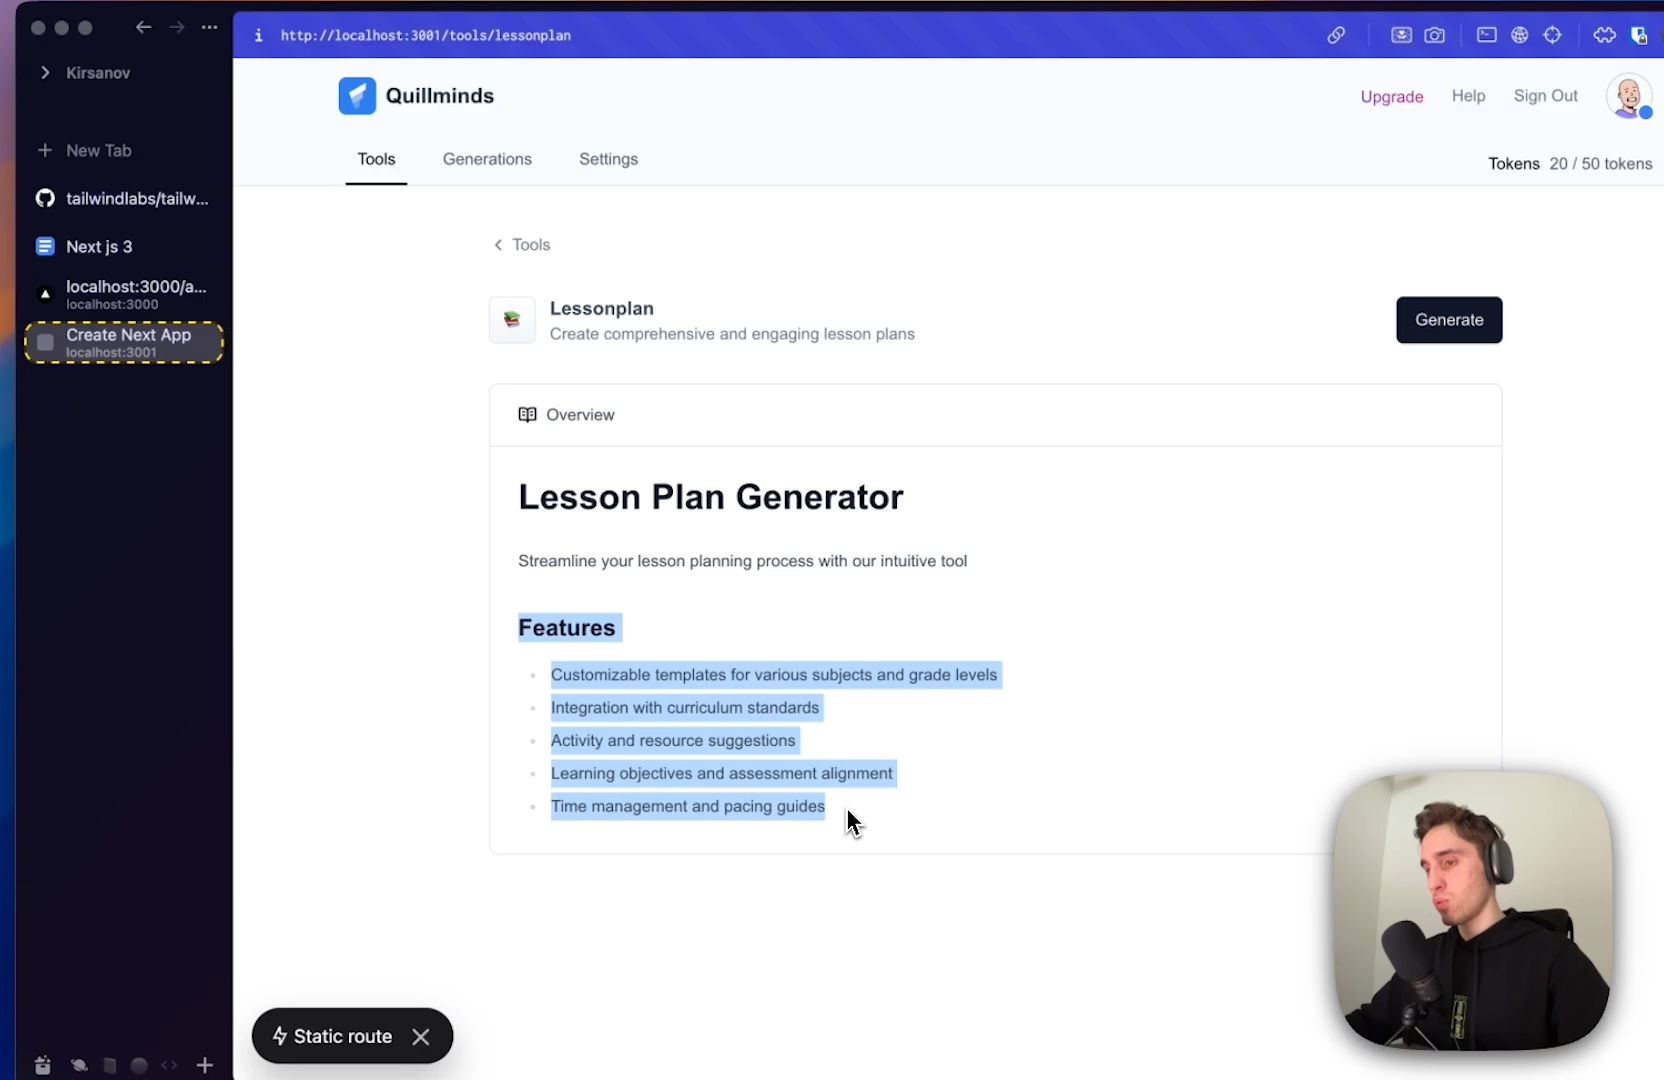 http://localhost:3001/tools/lessonplan
Kirsanov
New Tab
tailwindlabs/tailw...
Next js 3
localhost:3000/a...
localhost:3000
Create Next App
localhost:3001
Quillminds
Upgrade
Help
Sign Out
Tools
Generations
Settings
Tokens 20 / 50 tokens
Tools
Lessonplan
Create comprehensive and engaging lesson plans
Generate
Overview
Lesson Plan Generator
Streamline your lesson planning process with our intuitive tool
Features
Customizable templates for various subjects and grade levels
Integration with curriculum standards
Activity and resource suggestions
Learning objectives and assessment alignment
Time management and pacing guides
Static route